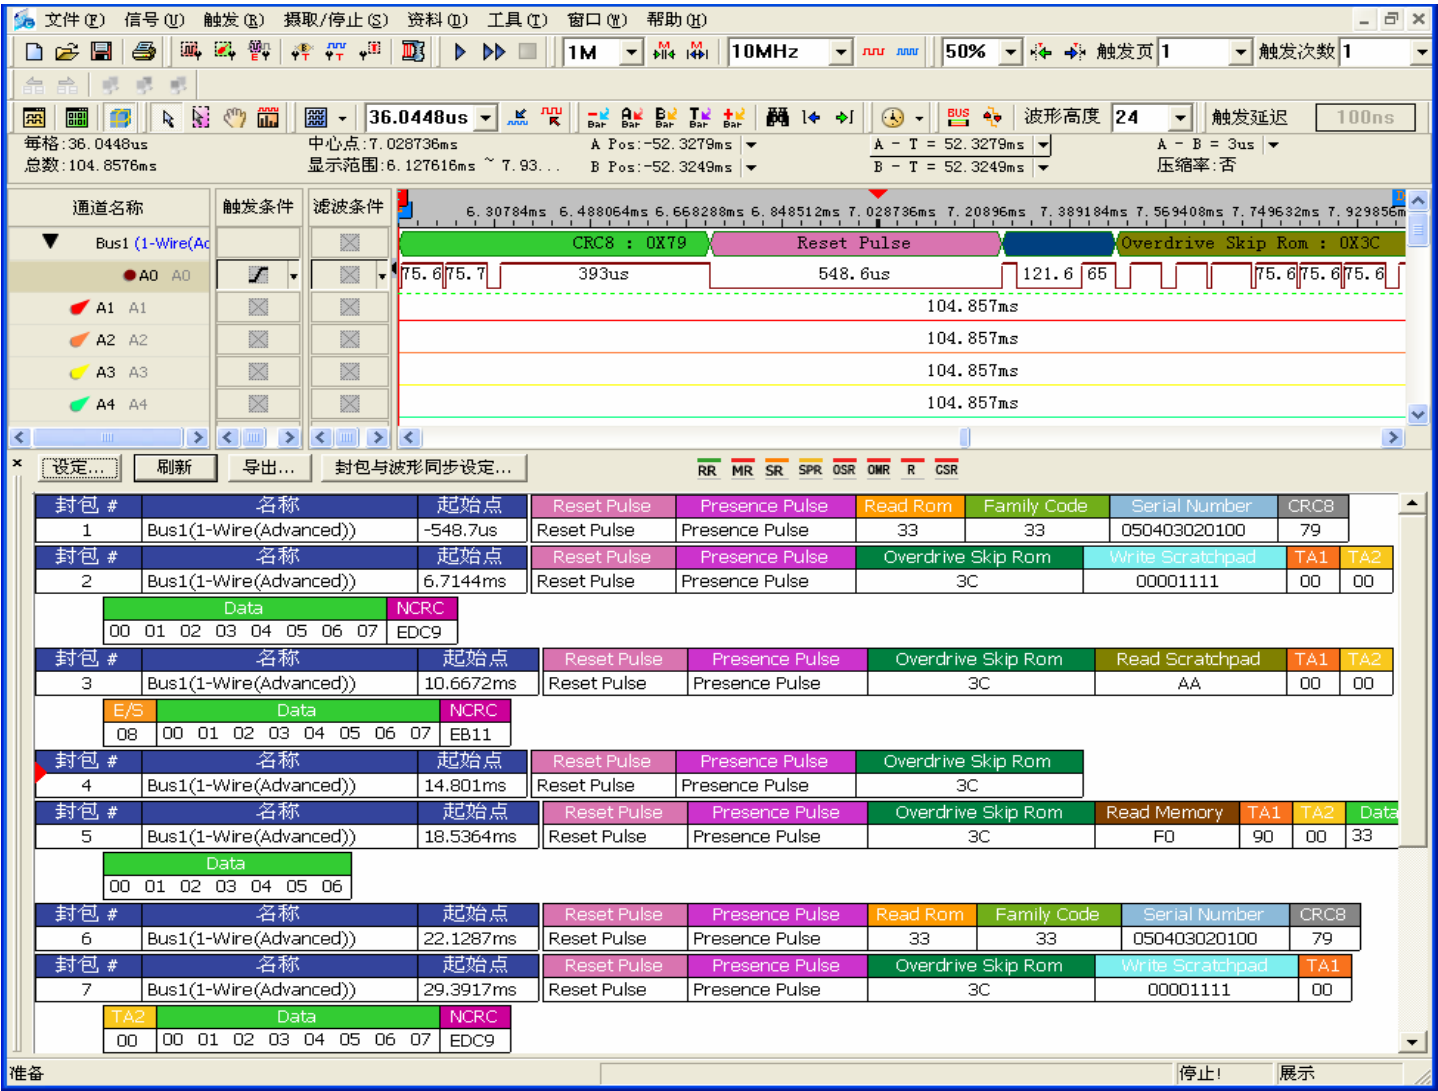 文件(F) 信号(U) 触发(R) 摄取/停止(S) 资料(D) 工具(T) 窗口(W) 帮助(H)
1M 10MHz 50% 触发页 1 触发次数 1
36.0448us Bar Bar Bar Bar Bar BUS 波形高度 24 触发延迟 100ns
每格:36.0448us 中心点:7.028736ms A Pos:-52.3279ms A - T = 52.3279ms A - B = 3us
总数:104.8576ms 显示范围:6.127616ms ~ 7.93... B Pos:-52.3249ms B - T = 52.3249ms 压缩率:否
通道名称 触发条件 滤波条件 6.30784ms 6.488064ms 6.668288ms 6.848512ms 7.028736ms 7.20896ms 7.389184ms 7.569408ms 7.749632ms 7.929856m
Bus1 (1-Wire(Ac CRC8 : 0X79 Reset Pulse Overdrive Skip Rom : 0X3C
A0 A0 75.6 75.7 393us 548.6us 121.6 65 75.6 75.6 75.6
A1 A1 104.857ms
A2 A2 104.857ms
A3 A3 104.857ms
A4 A4 104.857ms
设定... 刷新 导出... 封包与波形同步设定... RR MR SR SPR OSR OMR R CSR
封包 # 名称 起始点 Reset Pulse Presence Pulse Read Rom Family Code Serial Number CRC8
1 Bus1(1-Wire(Advanced)) -548.7us Reset Pulse Presence Pulse 33 33 050403020100 79
封包 # 名称 起始点 Reset Pulse Presence Pulse Overdrive Skip Rom Write Scratchpad TA1 TA2
2 Bus1(1-Wire(Advanced)) 6.7144ms Reset Pulse Presence Pulse 3C 00001111 00 00
Data NCRC
00 01 02 03 04 05 06 07 EDC9
封包 # 名称 起始点 Reset Pulse Presence Pulse Overdrive Skip Rom Read Scratchpad TA1 TA2
3 Bus1(1-Wire(Advanced)) 10.6672ms Reset Pulse Presence Pulse 3C AA 00 00
E/S Data NCRC
08 00 01 02 03 04 05 06 07 EB11
封包 # 名称 起始点 Reset Pulse Presence Pulse Overdrive Skip Rom
4 Bus1(1-Wire(Advanced)) 14.801ms Reset Pulse Presence Pulse 3C
封包 # 名称 起始点 Reset Pulse Presence Pulse Overdrive Skip Rom Read Memory TA1 TA2 Data
5 Bus1(1-Wire(Advanced)) 18.5364ms Reset Pulse Presence Pulse 3C F0 90 00 33
Data
00 01 02 03 04 05 06
封包 # 名称 起始点 Reset Pulse Presence Pulse Read Rom Family Code Serial Number CRC8
6 Bus1(1-Wire(Advanced)) 22.1287ms Reset Pulse Presence Pulse 33 33 050403020100 79
封包 # 名称 起始点 Reset Pulse Presence Pulse Overdrive Skip Rom Write Scratchpad TA1
7 Bus1(1-Wire(Advanced)) 29.3917ms Reset Pulse Presence Pulse 3C 00001111 00
TA2 Data NCRC
00 00 01 02 03 04 05 06 07 EDC9
准备 停止! 展示